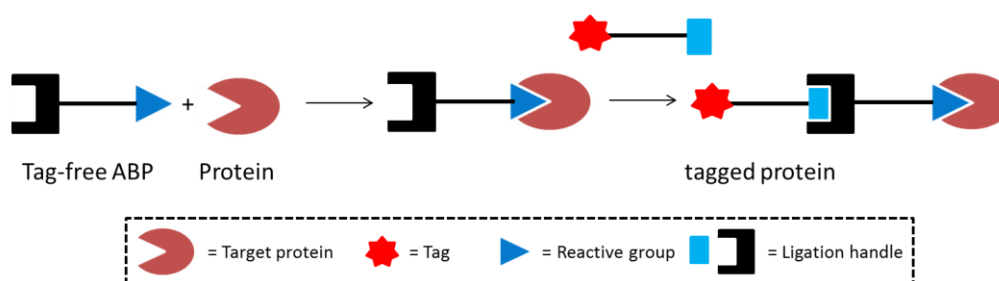 +
Tag-free ABP
Protein
tagged protein
= Target protein
= Tag
= Reactive group
= Ligation handle